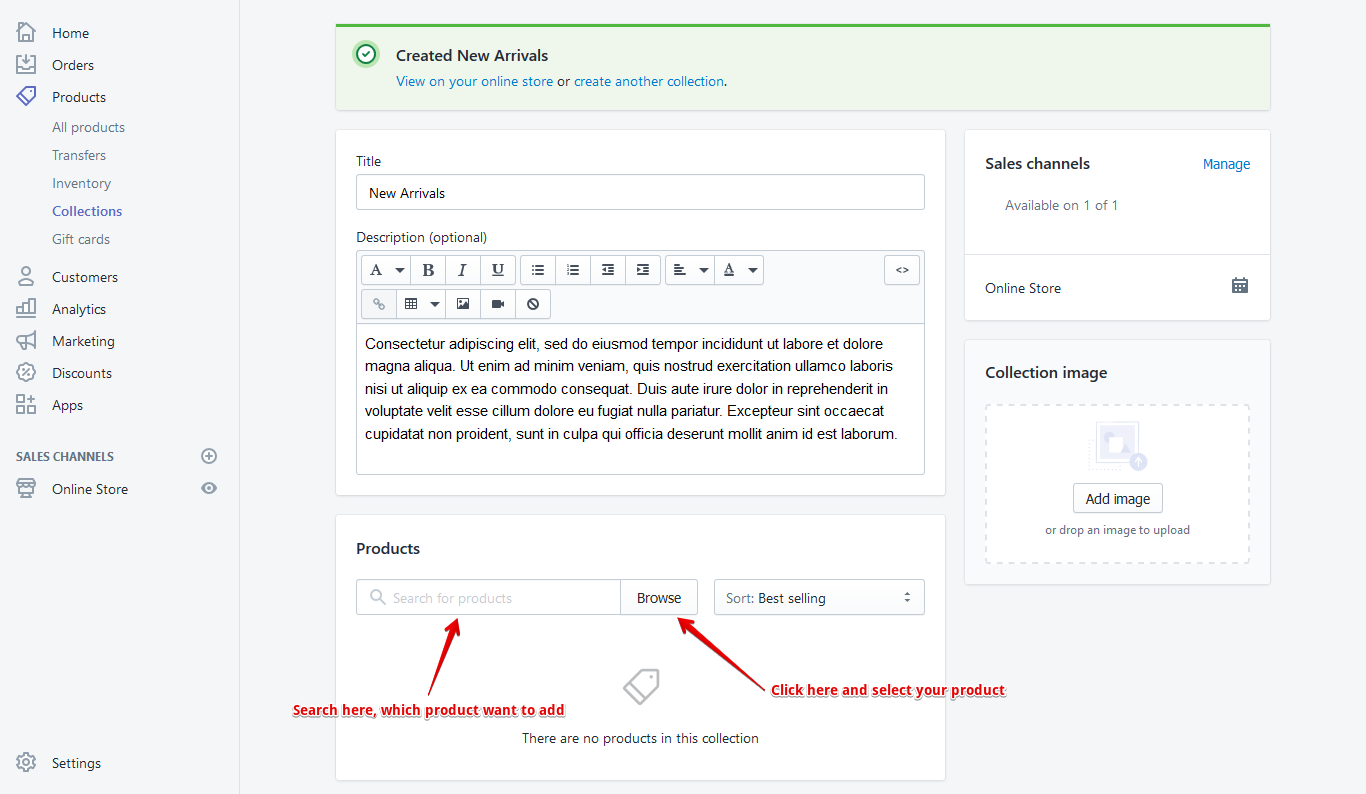 Home
Orders
Products
All products
Transfers
Inventory
Collections
Gift cards
Customers
Analytics
Marketing
Discounts
Apps
SALES CHANNELS
Online Store
Settings
Created New Arrivals
View on your online store or create another collection.
Title
New Arrivals
Description (optional)
A B I U A <>
Consectetur adipiscing elit, sed do eiusmod tempor incididunt ut labore et dolore
magna aliqua. Ut enim ad minim veniam, quis nostrud exercitation ullamco laboris
nisi ut aliquip ex ea commodo consequat. Duis aute irure dolor in reprehenderit in
voluptate velit esse cillum dolore eu fugiat nulla pariatur. Excepteur sint occaecat
cupidatat non proident, sunt in culpa qui officia deserunt mollit anim id est laborum.
Products
Search for products Browse Sort: Best selling
Click here and select your product
Search here, which product want to add
There are no products in this collection
Sales channels Manage
Available on 1 of 1
Online Store
Collection image
Add image
or drop an image to upload